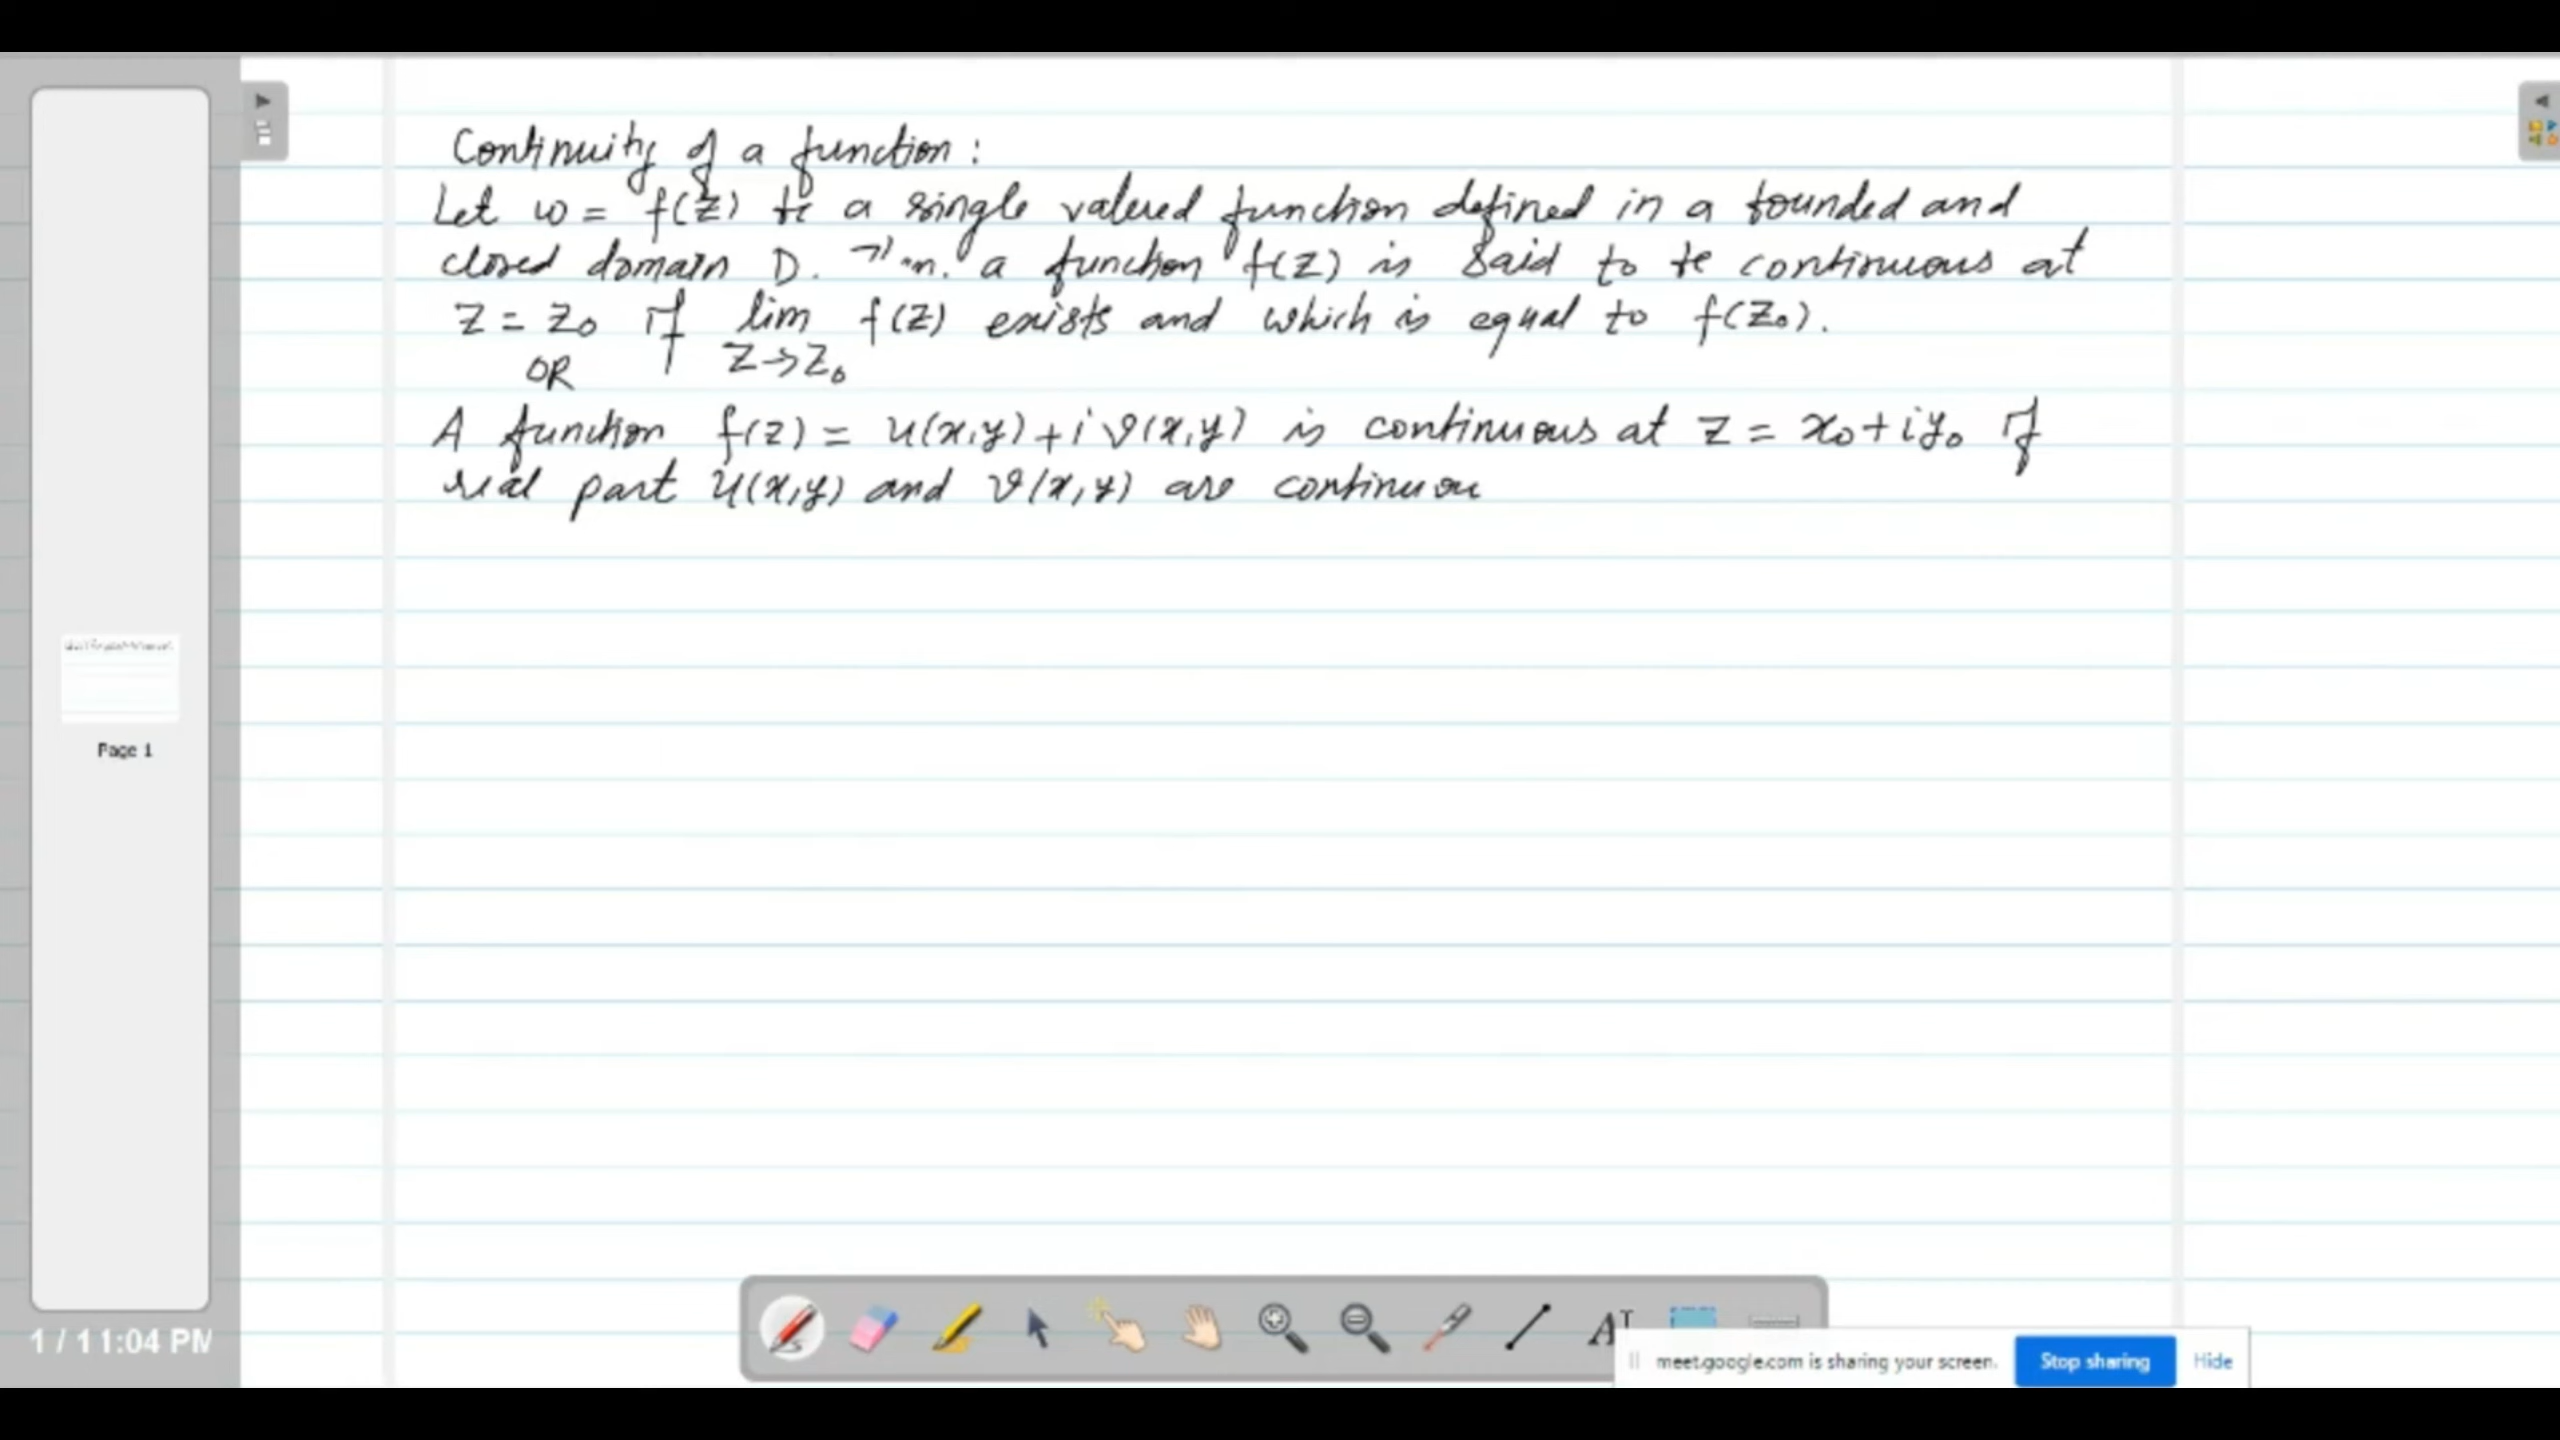 Continuity of a function :
Let w = f(z) be a single valued function defined in a bounded and
closed domain D. Then a function f(z) is said to be continuous at
z = z₀ if lim f(z) exists and which is equal to f(z₀).
z→z₀
OR
A function f(z) = u(x,y) + i v(x,y) is continuous at z = x₀ + i y₀ if
real part u(x,y) and v(x,y) are continuou
Page 1
1 / 11:04 PM
meet.google.com is sharing your screen.
Stop sharing
Hide